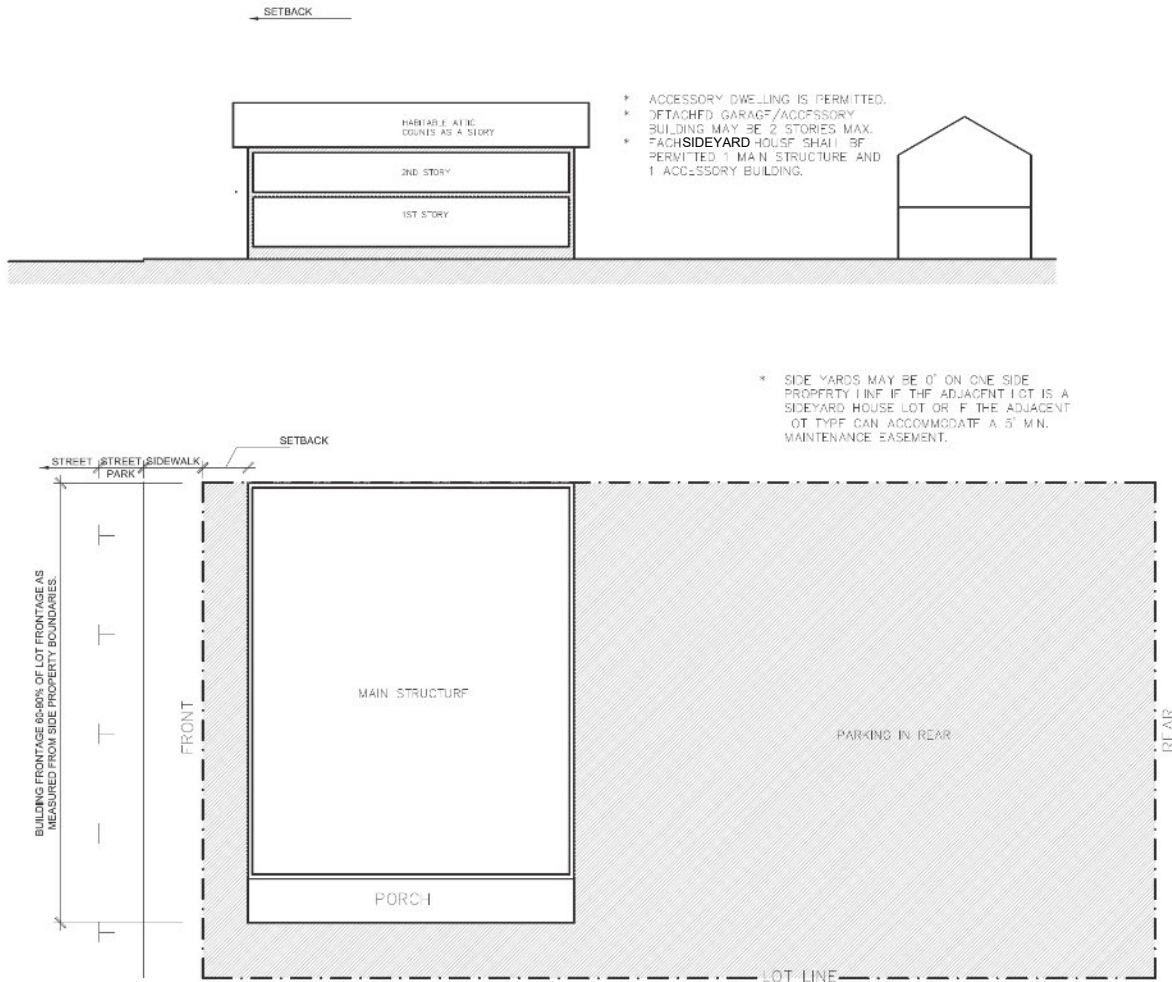 SETBACK
HABITABLE ATTIC
COUNTS AS A STORY
2ND STORY
1ST STORY
* ACCESSORY DWELLING IS PERMITTED.
* DETACHED GARAGE/ACCESSORY
BUILDING MAY BE 2 STORIES MAX.
* EACH SIDEYARD HOUSE SHALL BE
PERMITTED 1 MAIN STRUCTURE AND
1 ACCESSORY BUILDING.
* SIDE YARDS MAY BE 0' ON ONE SIDE
PROPERTY LINE IF THE ADJACENT LOT IS A
SIDEYARD HOUSE LOT OR IF THE ADJACENT
LOT TYPE CAN ACCOMMODATE A 5' MIN.
MAINTENANCE EASEMENT.
SETBACK
STREET STREET SIDEWALK
PARK
BUILDING FRONTAGE 60-90% OF LOT FRONTAGE AS
MEASURED FROM SIDE PROPERTY BOUNDARIES.
FRONT
MAIN STRUCTURE
PARKING IN REAR
REAR
PORCH
LOT LINE